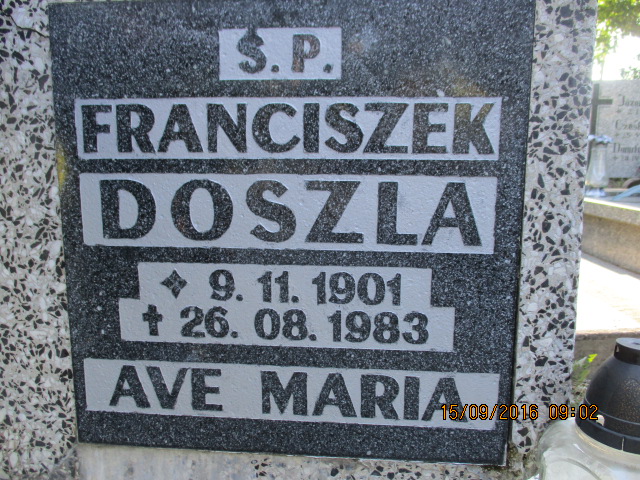 Ś. P.
FRANCISZEK
DOSZLA
9. 11. 1901
26. 08. 1983
AVE MARIA
15/09/2016 09:02